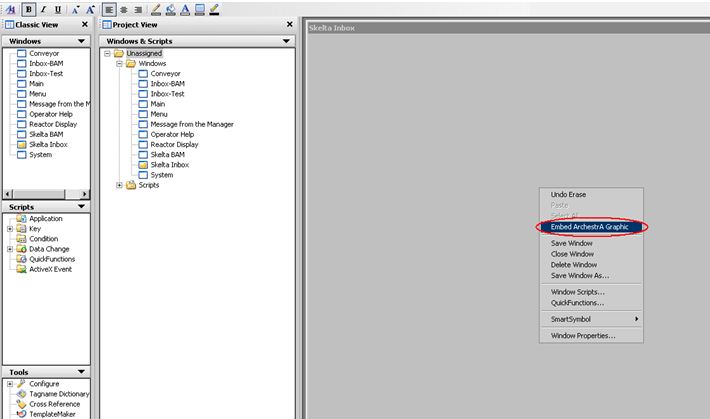 B I U
Classic View
Windows
Conveyor
Inbox-BAM
Inbox-Test
Main
Menu
Message from the M
Operator Help
Reactor Display
Skelta BAM
Skelta Inbox
System
Scripts
Application
Key
Condition
Data Change
QuickFunctions
ActiveX Event
Tools
Configure
Tagname Dictionary
Cross Reference
TemplateMaker
Project View
Windows & Scripts
Unassigned
Windows
Conveyor
Inbox-BAM
Inbox-Test
Main
Menu
Message from the Manager
Operator Help
Reactor Display
Skelta BAM
Skelta Inbox
System
Scripts
Skelta Inbox
Undo Erase
Paste
Select All
Embed ArchestrA Graphic
Save Window
Close Window
Delete Window
Save Window As...
Window Scripts...
QuickFunctions...
SmartSymbol
Window Properties...